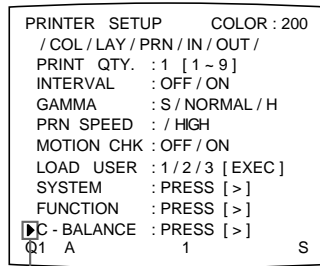 PRINTER SETUP COLOR : 200
/ COL / LAY / PRN / IN / OUT /
PRINT QTY. : 1 [ 1 ~ 9 ]
INTERVAL : OFF / ON
GAMMA : S / NORMAL / H
PRN SPEED : / HIGH
MOTION CHK : OFF / ON
LOAD USER : 1 / 2 / 3 [ EXEC ]
SYSTEM : PRESS [ > ]
FUNCTION : PRESS [ > ]
C - BALANCE : PRESS [ > ]
Q1 A 1 S